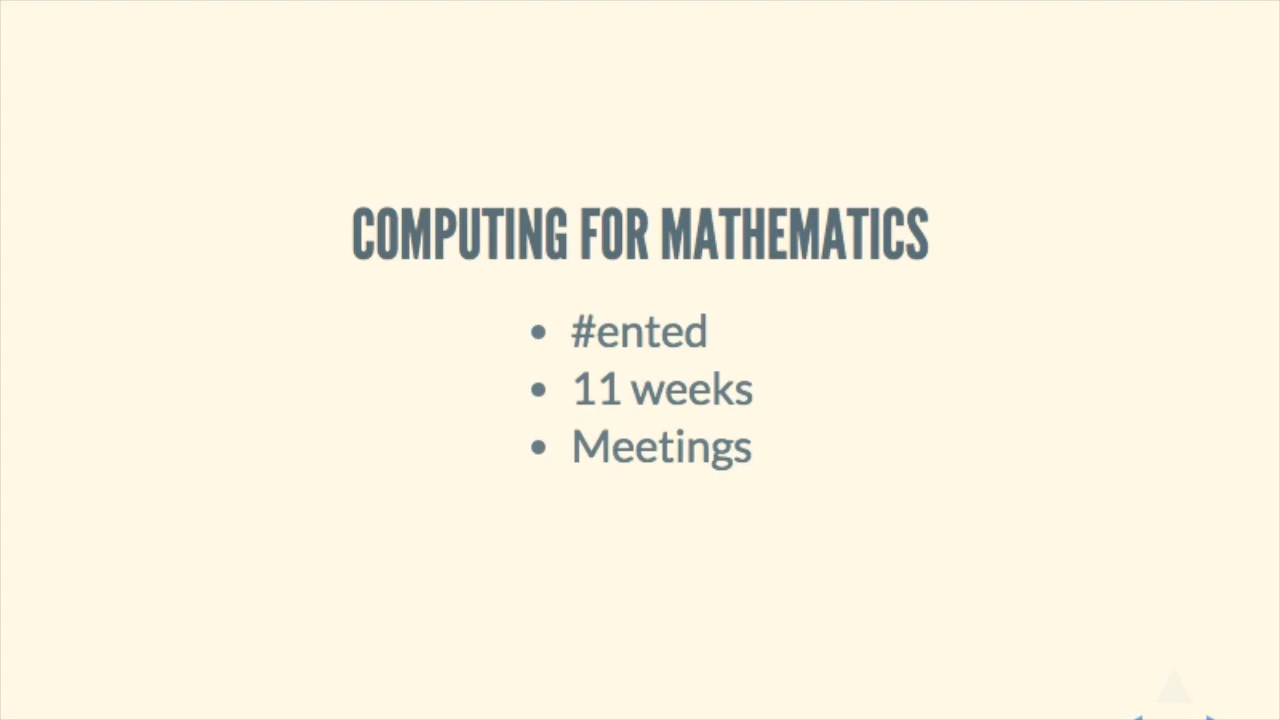 COMPUTING FOR MATHEMATICS
• #ented
• 11 weeks
• Meetings